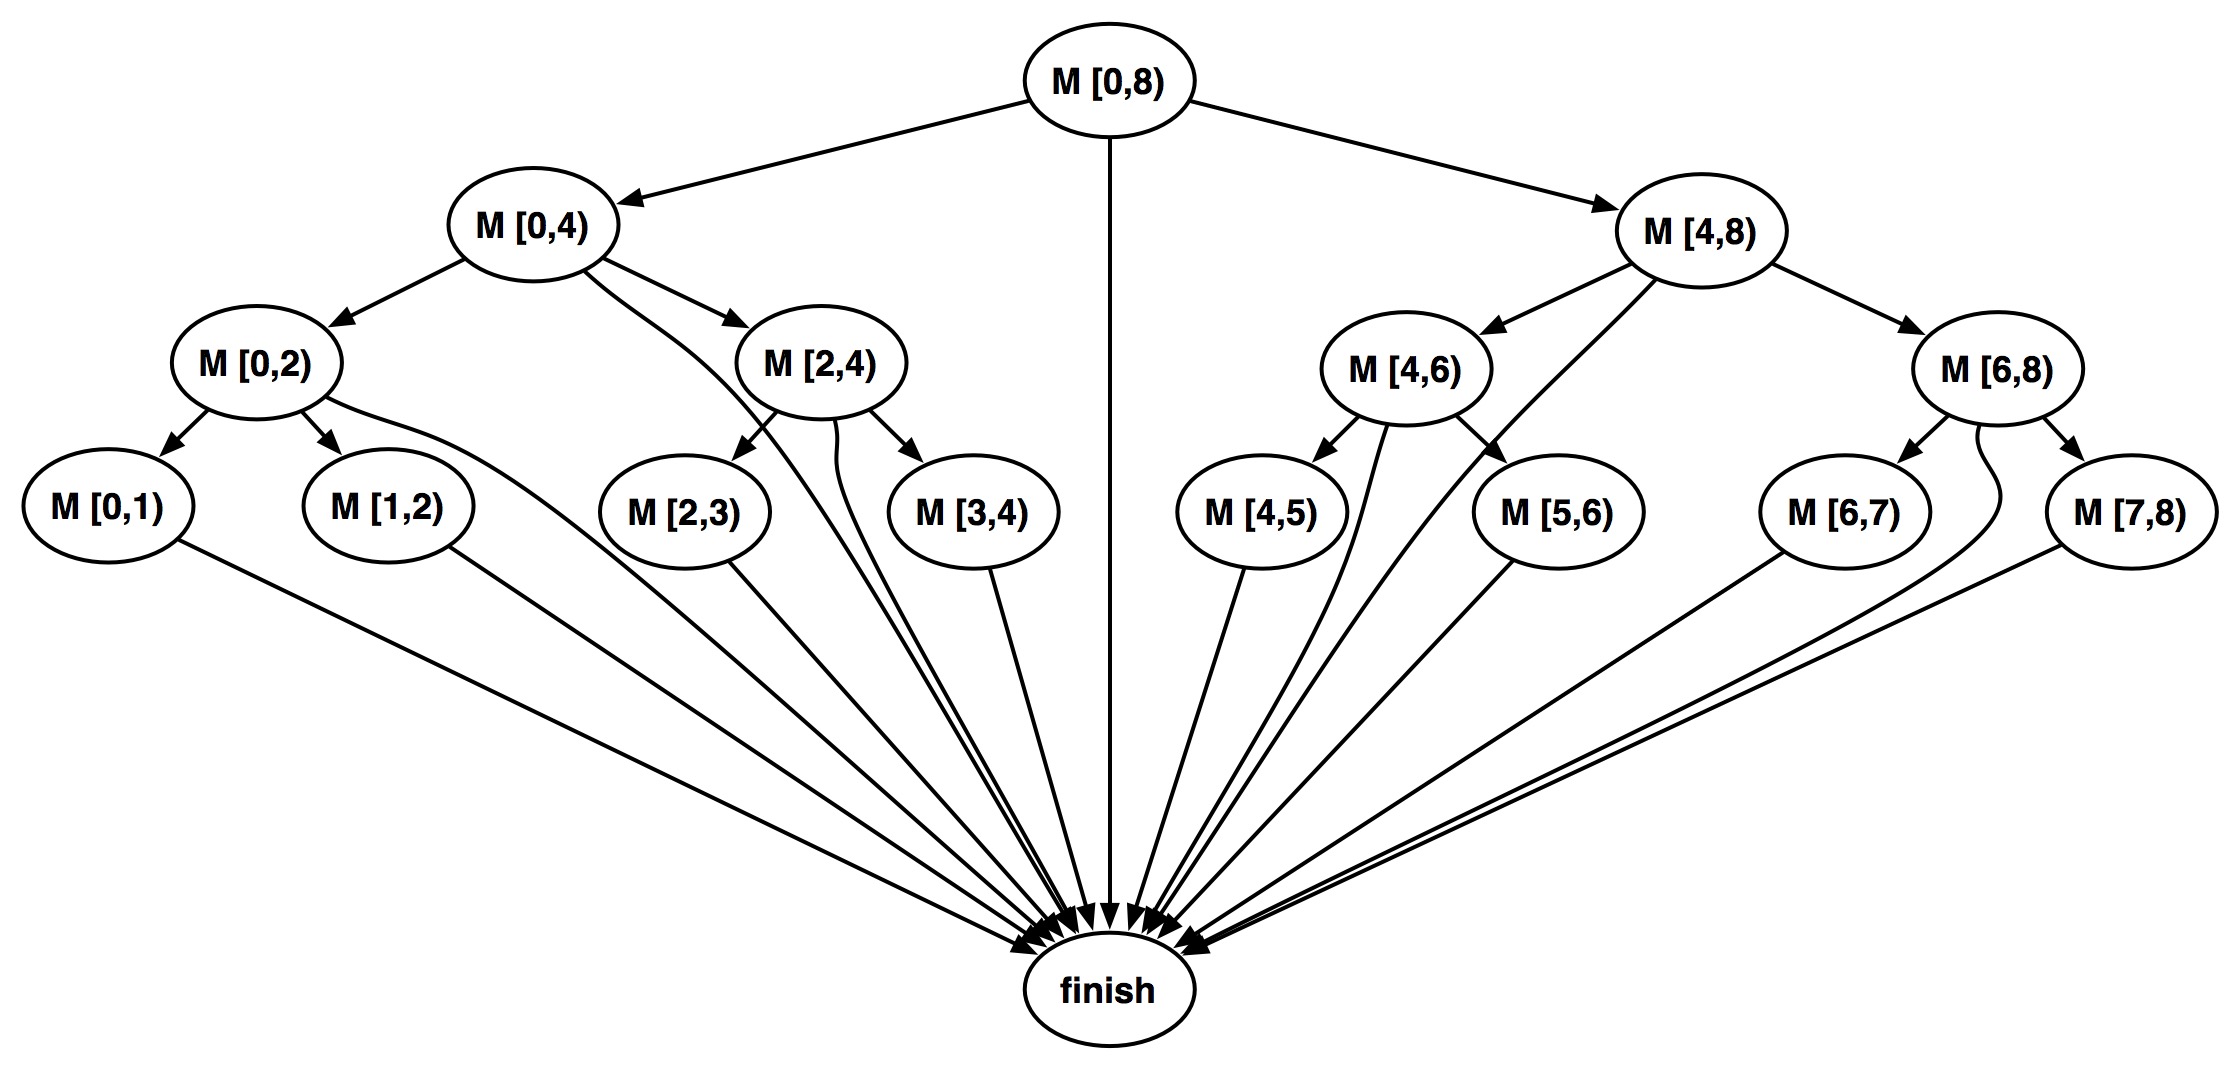 M [0,8)
M [0,4)
M [4,8)
M [0,2)
M [2,4)
M [4,6)
M [6,8)
M [0,1)
M [1,2)
M [2,3)
M [3,4)
M [4,5)
M [5,6)
M [6,7)
M [7,8)
finish